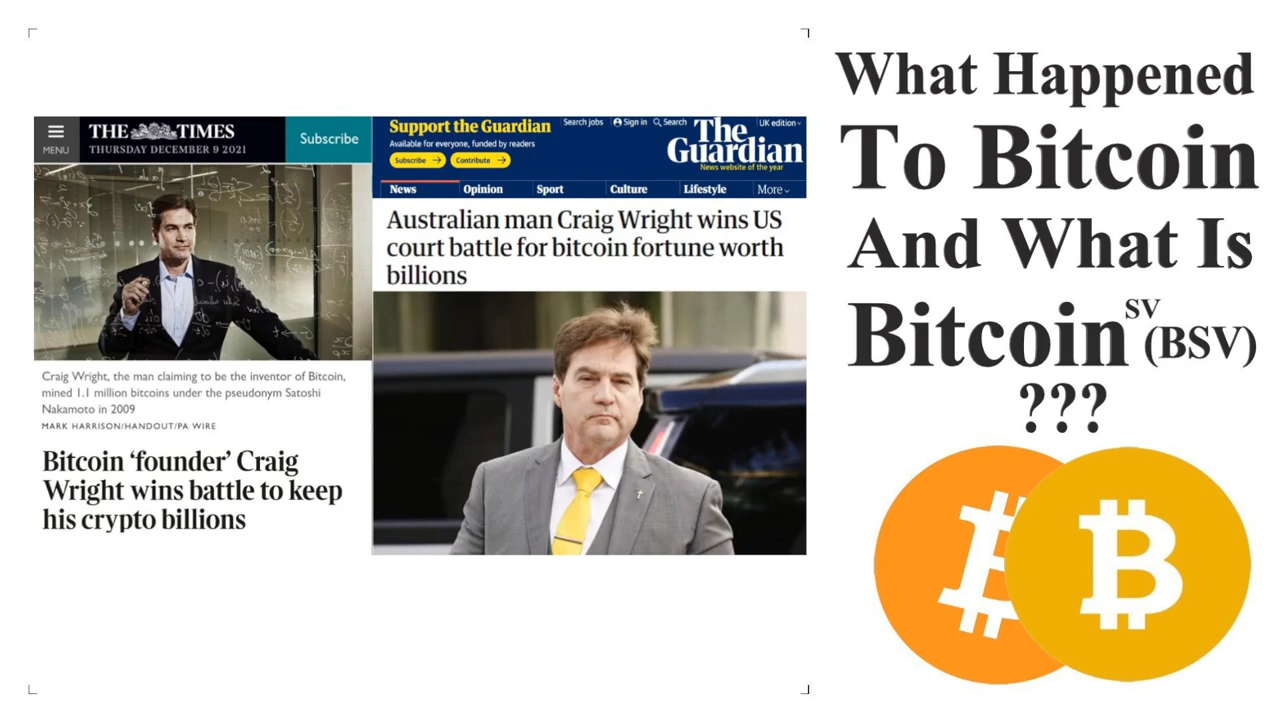 THE TIMES
MENU
THURSDAY DECEMBER 9 2021
Subscribe
Craig Wright, the man claiming to be the inventor of Bitcoin,
mined 1.1 million bitcoins under the pseudonym Satoshi
Nakamoto in 2009
MARK HARRISON/HANDOUT/PA WIRE
Bitcoin ‘founder’ Craig
Wright wins battle to keep
his crypto billions
Support the Guardian
Available for everyone, funded by readers
Subscribe → Contribute →
Search jobs Sign in Search UK edition
The
Guardian
News website of the year
News Opinion Sport Culture Lifestyle More
Australian man Craig Wright wins US
court battle for bitcoin fortune worth
billions
What Happened
To Bitcoin
And What Is
Bitcoin SV (BSV)
???